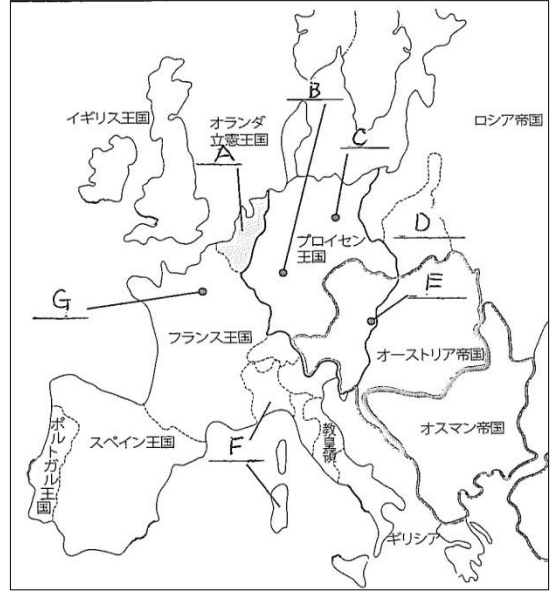 イギリス王国
オランダ
立憲王国
A
B
C
ロシア帝国
プロイセン
王国
D
E
G
フランス王国
オーストリア帝国
オスマン帝国
スペイン王国
ポルトガル王国
F
教皇領
ギリシア